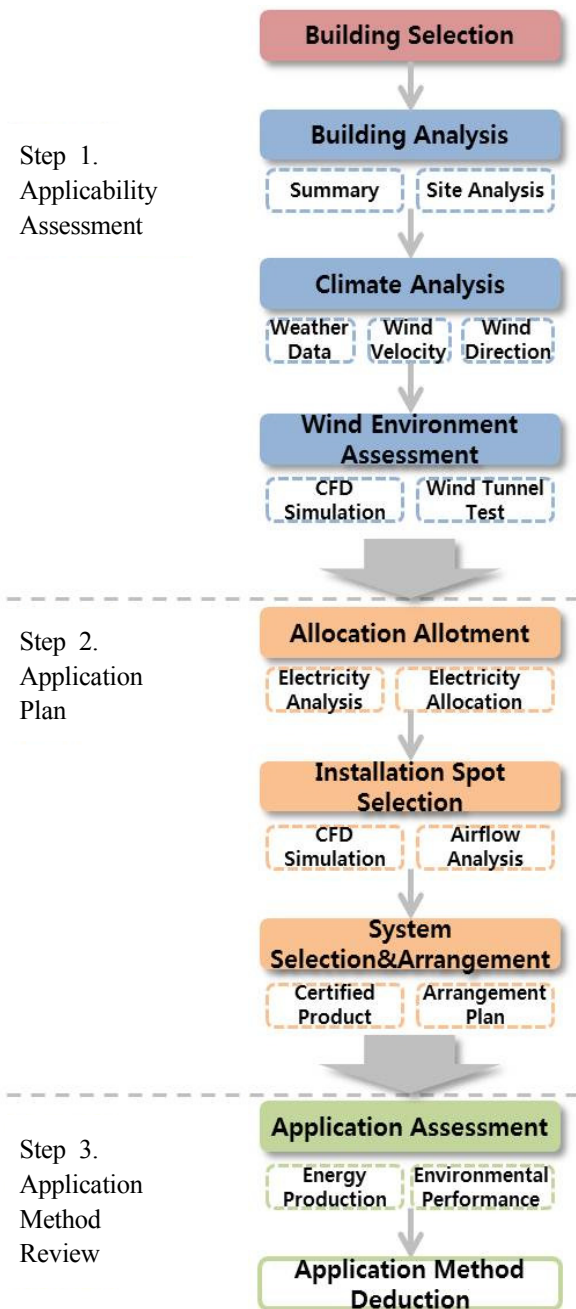 Building Selection
Step 1.
Applicability
Assessment
Building Analysis
Summary
Site Analysis
Climate Analysis
Weather
Data
Wind
Velocity
Wind
Direction
Wind Environment
Assessment
CFD
Simulation
Wind Tunnel
Test
Step 2.
Application
Plan
Allocation Allotment
Electricity
Analysis
Electricity
Allocation
Installation Spot
Selection
CFD
Simulation
Airflow
Analysis
System
Selection&Arrangement
Certified
Product
Arrangement
Plan
Step 3.
Application
Method
Review
Application Assessment
Energy
Production
Environmental
Performance
Application Method
Deduction